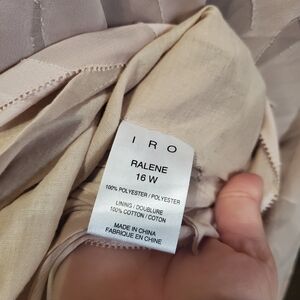 IRO
RALENE
16 W
100% POLYESTER / POLYESTER
LINING / DOUBLURE
100% COTTON / COTON
MADE IN CHINA
FABRIQUE EN CHINE